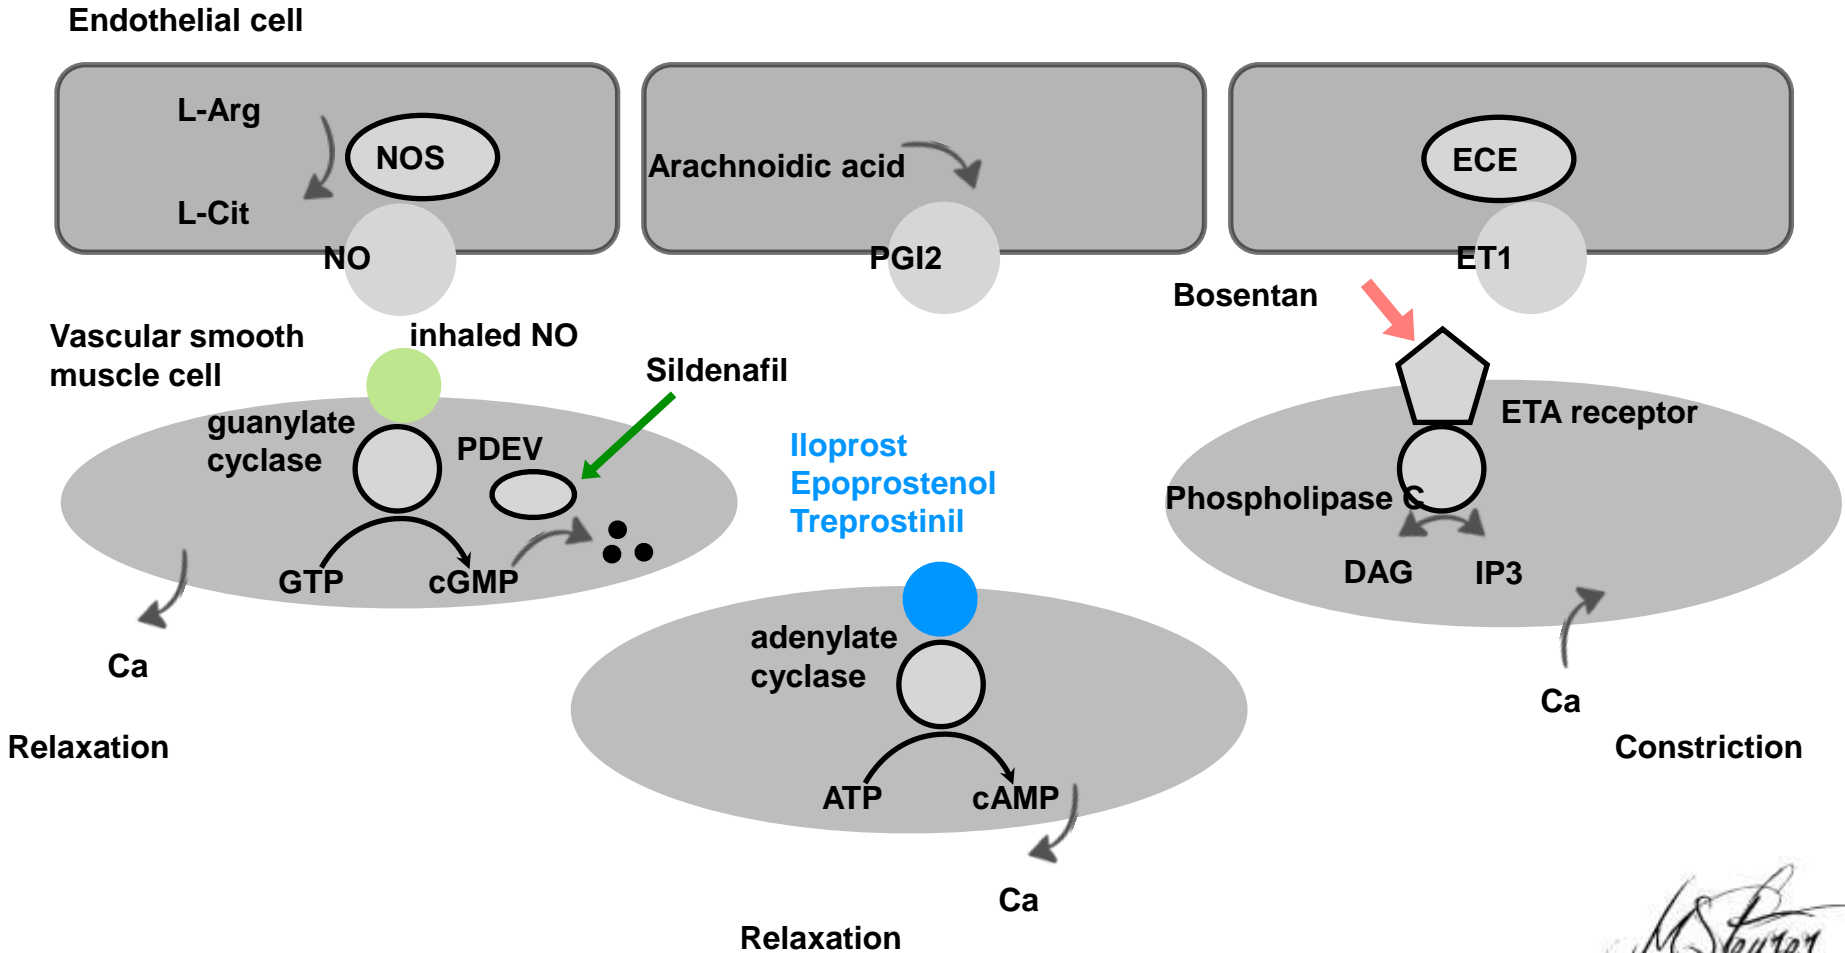 Endothelial cell
L-Arg
NOS
L-Cit
NO
Arachnoidic acid
PGI2
ECE
ET1
Bosentan
Vascular smooth
muscle cell
inhaled NO
Sildenafil
guanylate
cyclase
PDEV
GTP
cGMP
Ca
Relaxation
Iloprost
Epoprostenol
Treprostinil
adenylate
cyclase
ATP
cAMP
Ca
Relaxation
ETA receptor
Phospholipase C
DAG
IP3
Ca
Constriction